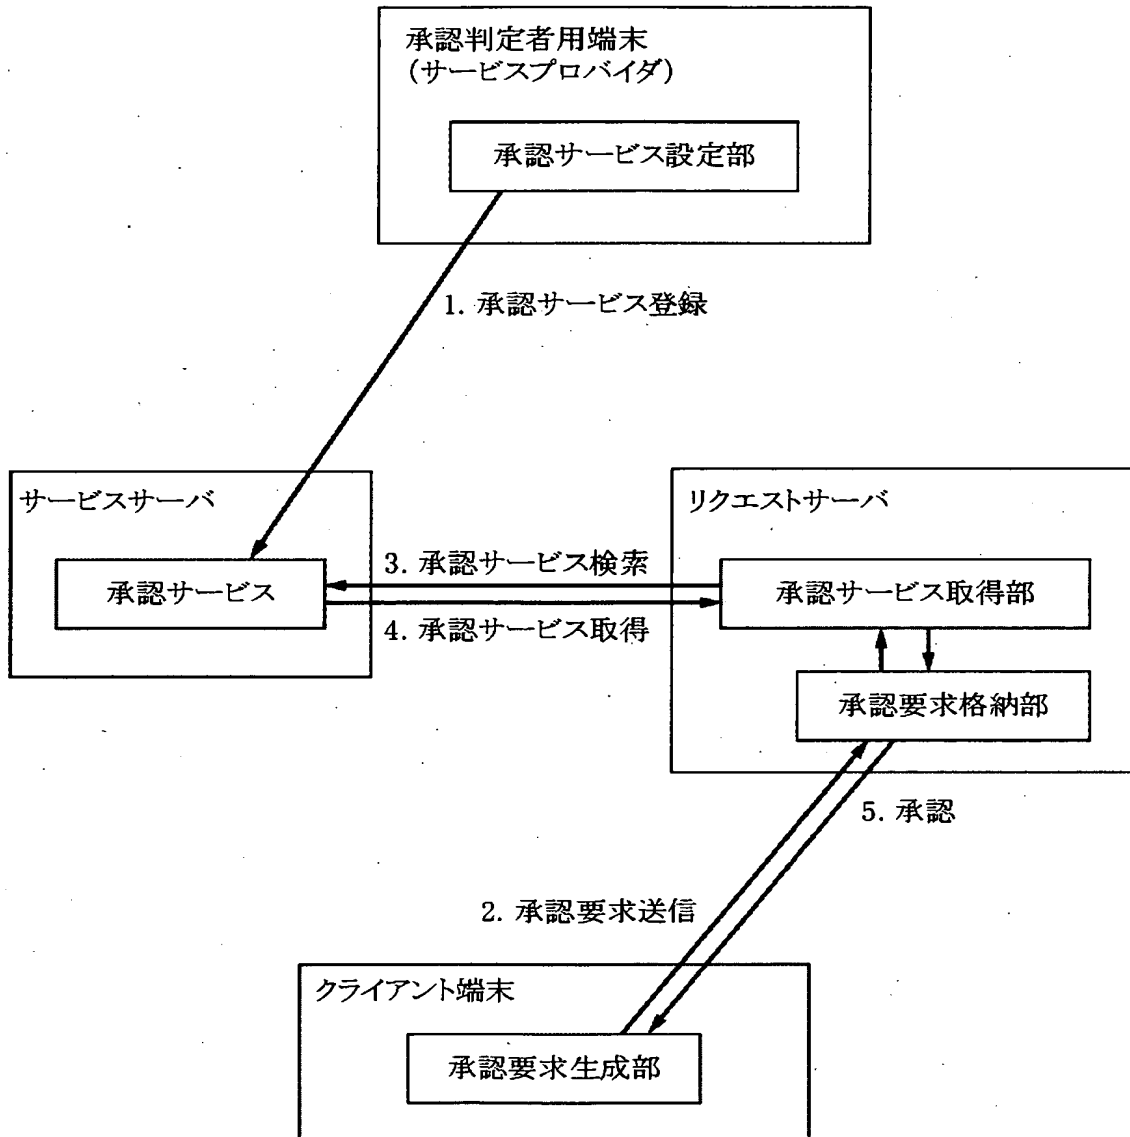 承認判定者用端末
(サービスプロバイダ)
承認サービス設定部
1. 承認サービス登録
サービスサーバ
リクエストサーバ
承認サービス
3. 承認サービス検索
4. 承認サービス取得
承認サービス取得部
承認要求格納部
5. 承認
2. 承認要求送信
クライアント端末
承認要求生成部